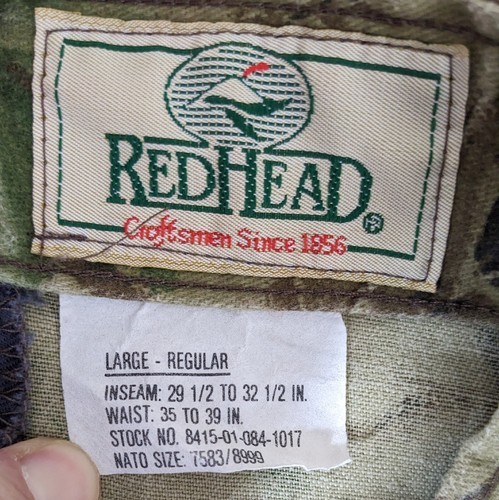 REDHEAD®
Craftsmen Since 1856
LARGE - REGULAR
INSEAM: 29 1/2 TO 32 1/2 IN.
WAIST: 35 TO 39 IN.
STOCK NO. 8415-01-084-1017
NATO SIZE: 7583/8999